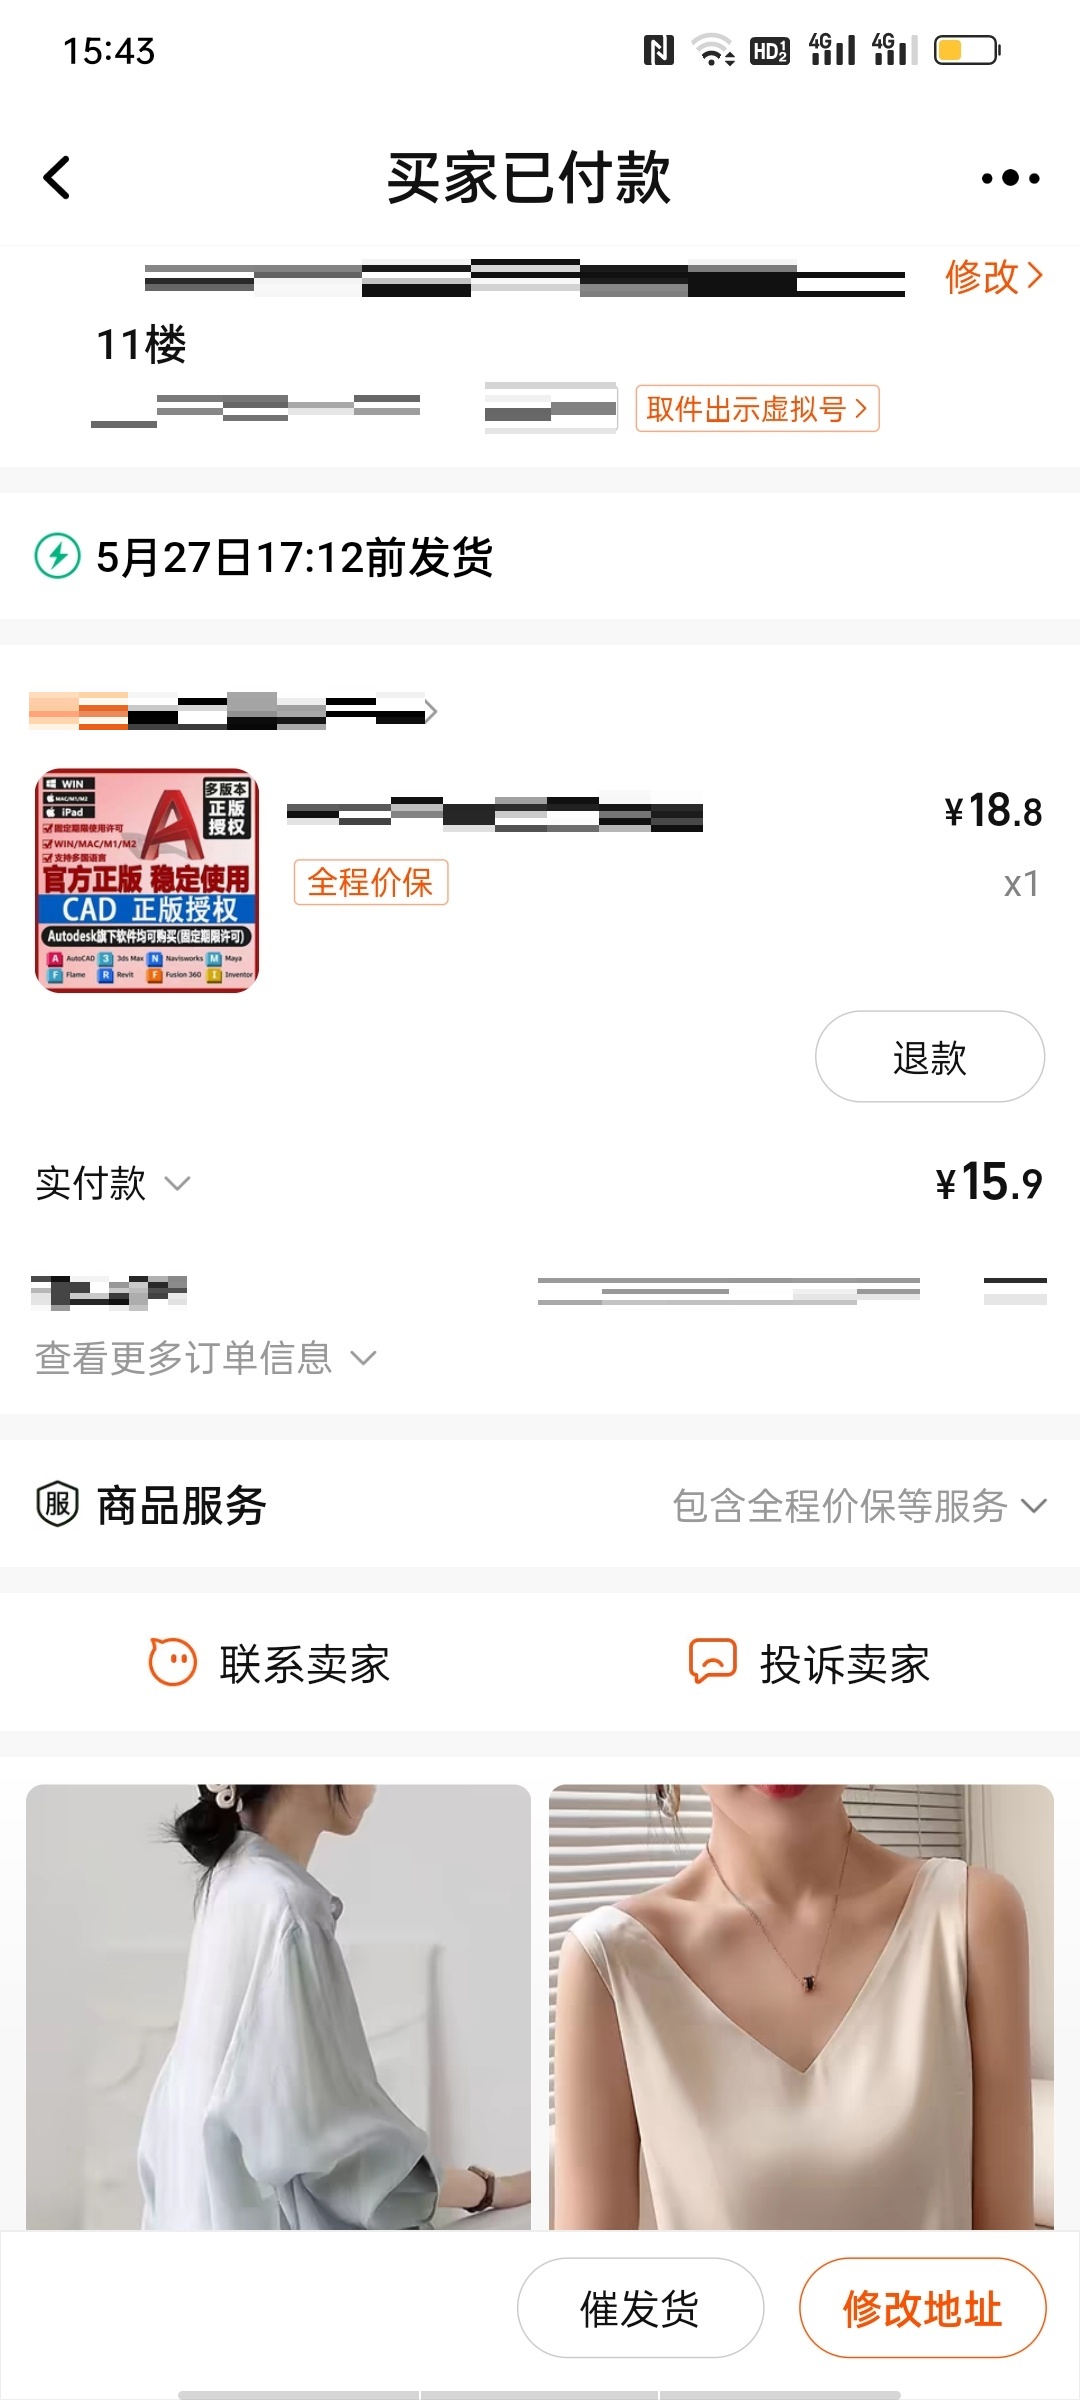 15:43
HD 1 2
4G
4G
买家已付款
修改
11楼
取件出示虚拟号
5月27日17:12前发货
WIN
MAC/M1/M2
iPad
多版本
正版
授权
固定期限使用许可
WIN/MAC/M1/M2
支持多国语言
官方正版 稳定使用
CAD 正版授权
Autodesk旗下软件均可购买(固定期限许可)
A AutoCAD 3 3ds Max N Navisworks M Maya
F Flame R Revit F Fusion 360 I Inventor
¥18.8
全程价保
x1
退款
实付款
¥15.9
查看更多订单信息
服 商品服务
包含全程价保等服务
联系卖家
投诉卖家
催发货
修改地址